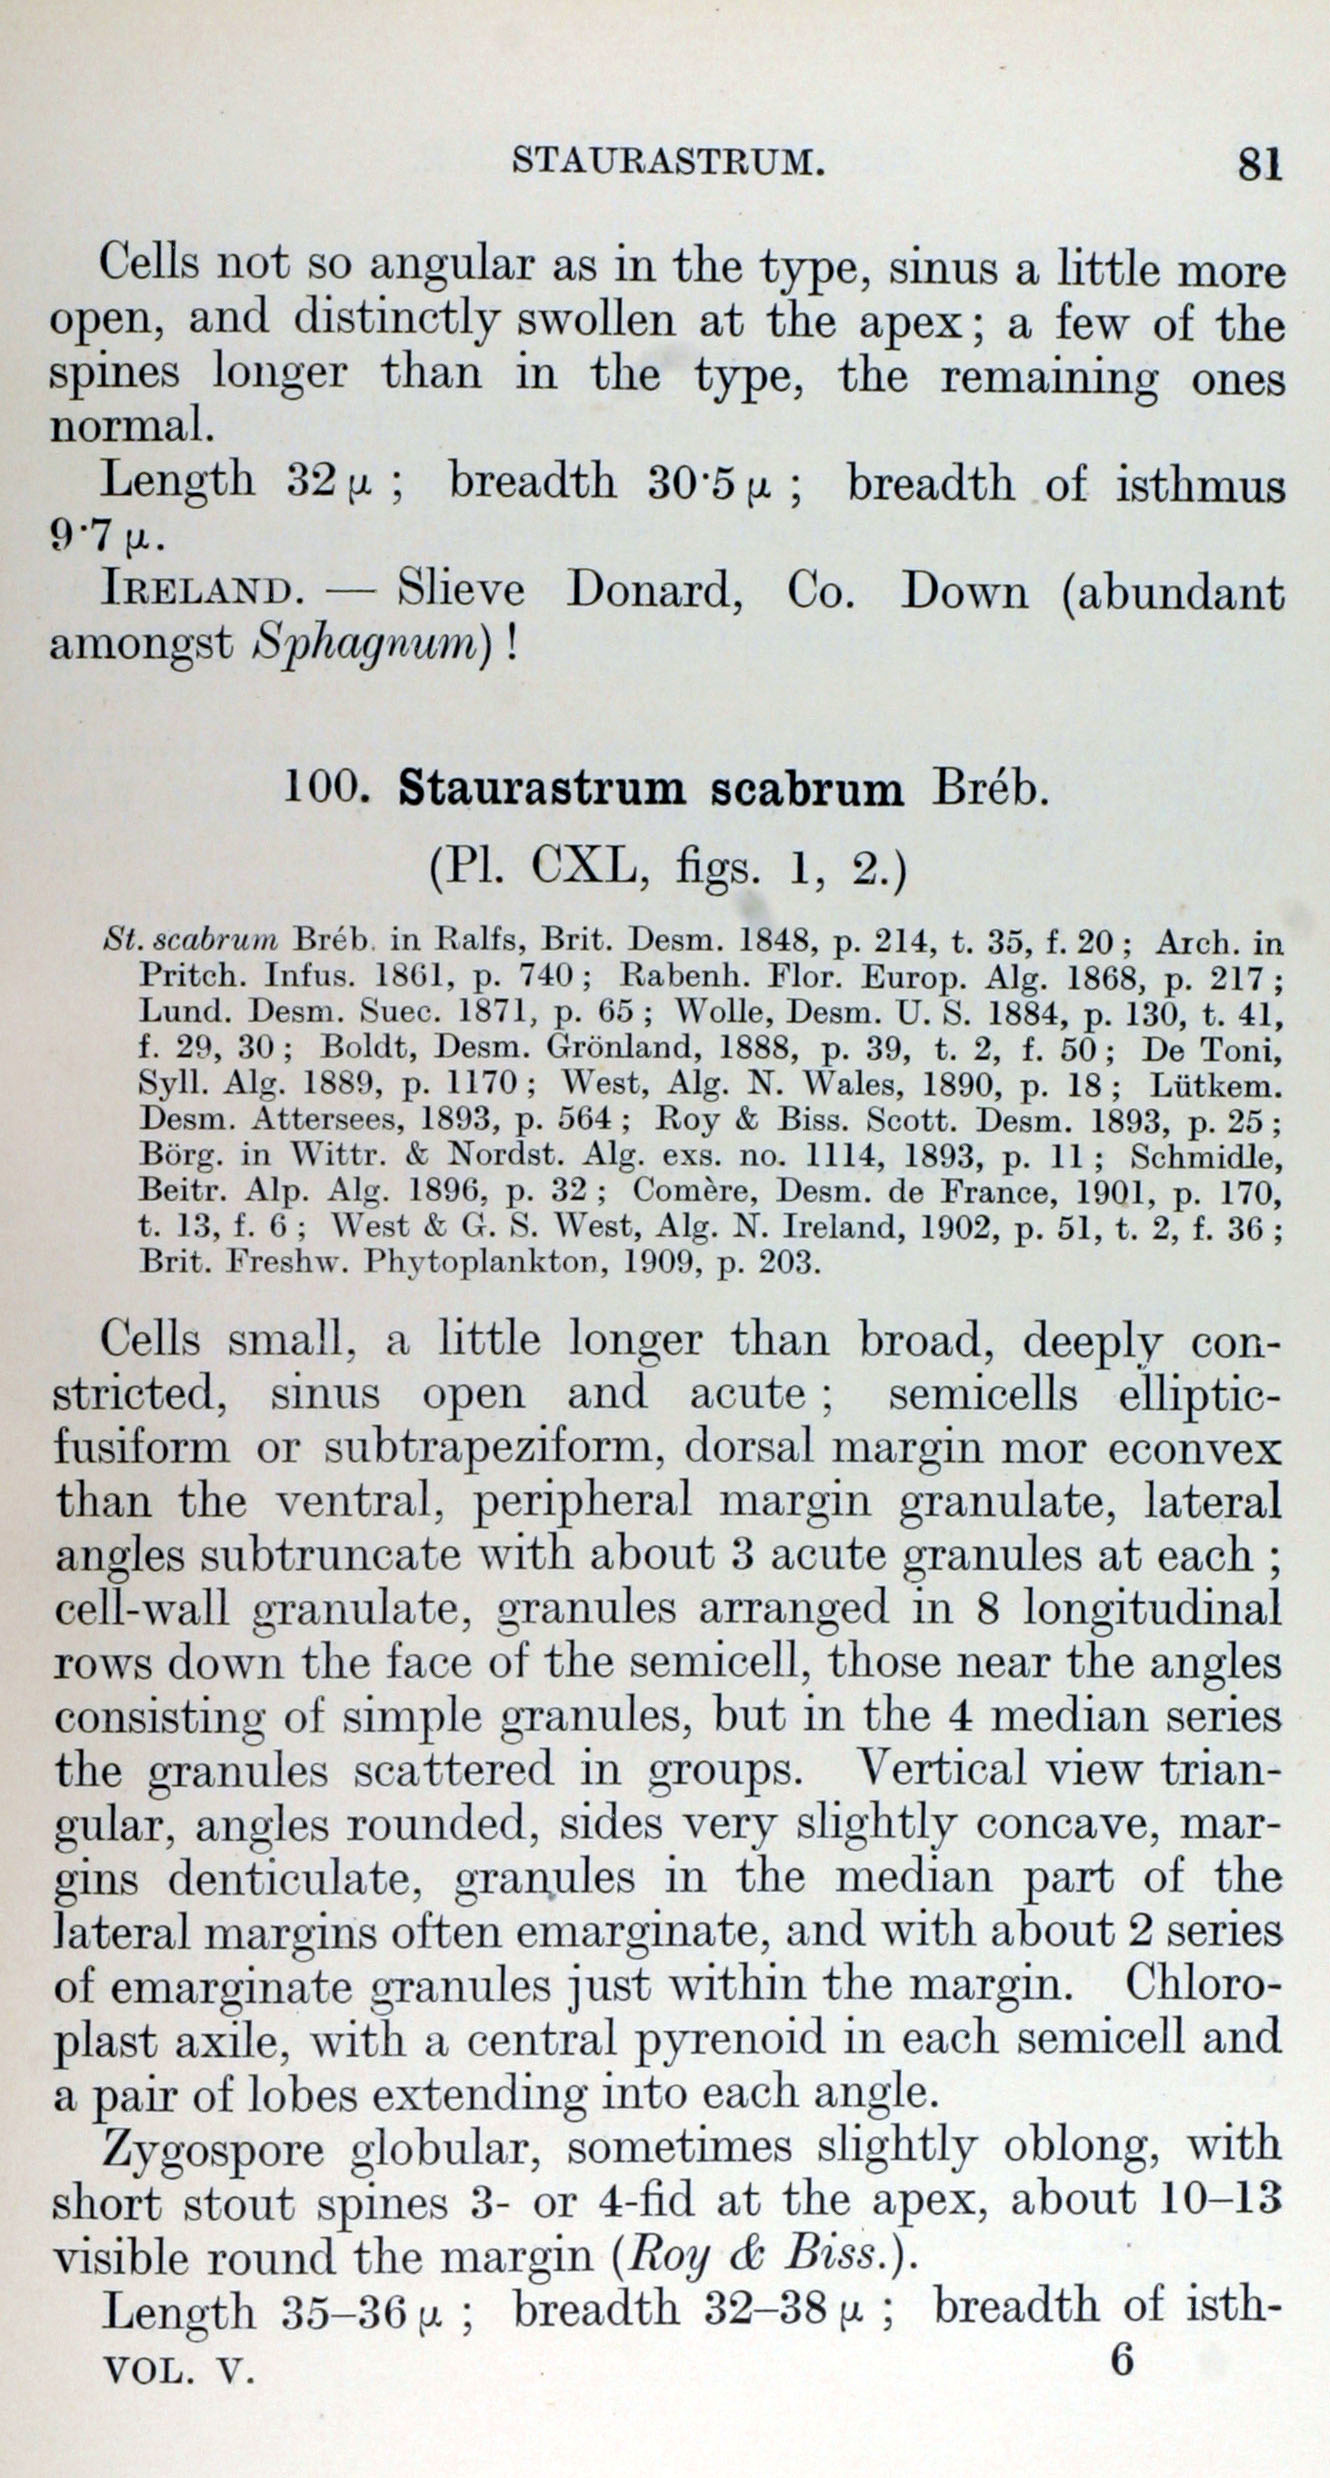 STAURASTRUM. 81
Cells not so angular as in the type, sinus a little more
open, and distinctly swollen at the apex; a few of the
spines longer than in the type, the remaining ones
normal.
Length 32 μ ; breadth 30·5 μ ; breadth of isthmus
9·7 μ.
IRELAND. — Slieve Donard, Co. Down (abundant
amongst Sphagnum) !
100. Staurastrum scabrum Bréb.
(Pl. CXL, figs. 1, 2.)
St. scabrum Bréb. in Ralfs, Brit. Desm. 1848, p. 214, t. 35, f. 20 ; Arch. in
Pritch. Infus. 1861, p. 740 ; Rabenh. Flor. Europ. Alg. 1868, p. 217 ;
Lund. Desm. Suec. 1871, p. 65 ; Wolle, Desm. U. S. 1884, p. 130, t. 41,
f. 29, 30 ; Boldt, Desm. Grönland, 1888, p. 39, t. 2, f. 50 ; De Toni,
Syll. Alg. 1889, p. 1170 ; West, Alg. N. Wales, 1890, p. 18 ; Lütkem.
Desm. Attersees, 1893, p. 564 ; Roy & Biss. Scott. Desm. 1893, p. 25 ;
Börg. in Wittr. & Nordst. Alg. exs. no. 1114, 1893, p. 11 ; Schmidle,
Beitr. Alp. Alg. 1896, p. 32 ; Comère, Desm. de France, 1901, p. 170,
t. 13, f. 6 ; West & G. S. West, Alg. N. Ireland, 1902, p. 51, t. 2, f. 36 ;
Brit. Freshw. Phytoplankton, 1909, p. 203.
Cells small, a little longer than broad, deeply con-
stricted, sinus open and acute ; semicells elliptic-
fusiform or subtrapeziform, dorsal margin mor econvex
than the ventral, peripheral margin granulate, lateral
angles subtruncate with about 3 acute granules at each ;
cell-wall granulate, granules arranged in 8 longitudinal
rows down the face of the semicell, those near the angles
consisting of simple granules, but in the 4 median series
the granules scattered in groups. Vertical view trian-
gular, angles rounded, sides very slightly concave, mar-
gins denticulate, granules in the median part of the
lateral margins often emarginate, and with about 2 series
of emarginate granules just within the margin. Chloro-
plast axile, with a central pyrenoid in each semicell and
a pair of lobes extending into each angle.
Zygospore globular, sometimes slightly oblong, with
short stout spines 3- or 4-fid at the apex, about 10–13
visible round the margin (Roy & Biss.).
Length 35–36 μ ; breadth 32–38 μ ; breadth of isth-
VOL. V. 6